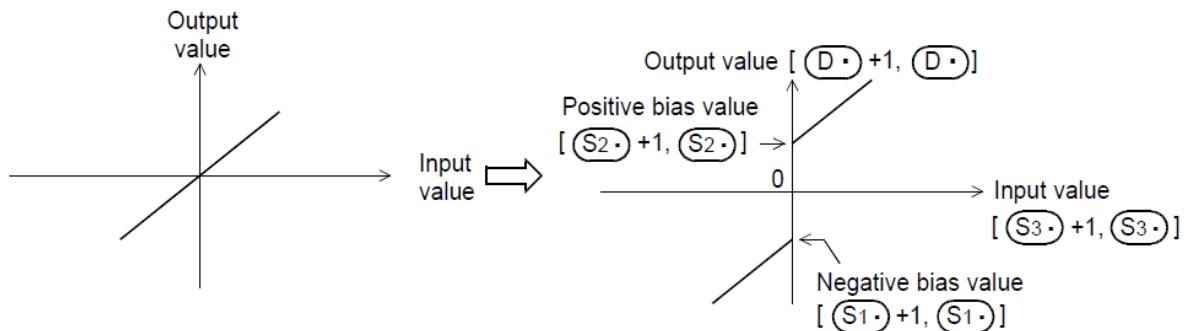 Output
value
Input
value
Output value [ (D·) +1, (D·) ]
Positive bias value
[ (S2·) +1, (S2·) ]
0
Input value
[ (S3·) +1, (S3·) ]
Negative bias value
[ (S1·) +1, (S1·) ]